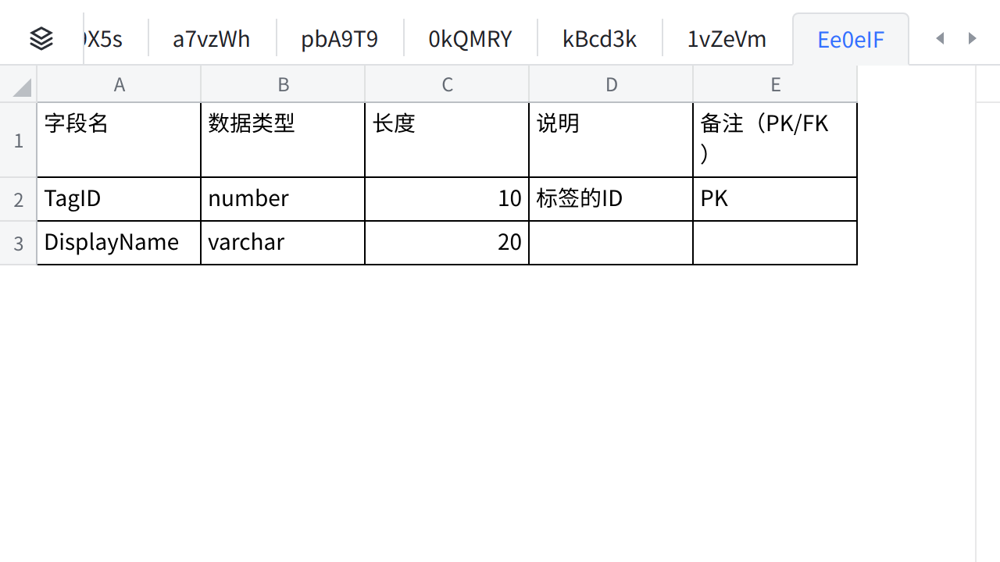 X5s a7vzWh pbA9T9 0kQMRY kBcd3k 1vZeVm Ee0eIF
A B C D E
1 字段名 数据类型 长度 说明 备注（PK/FK
）
2 TagID number 10 标签的ID PK
3 DisplayName varchar 20